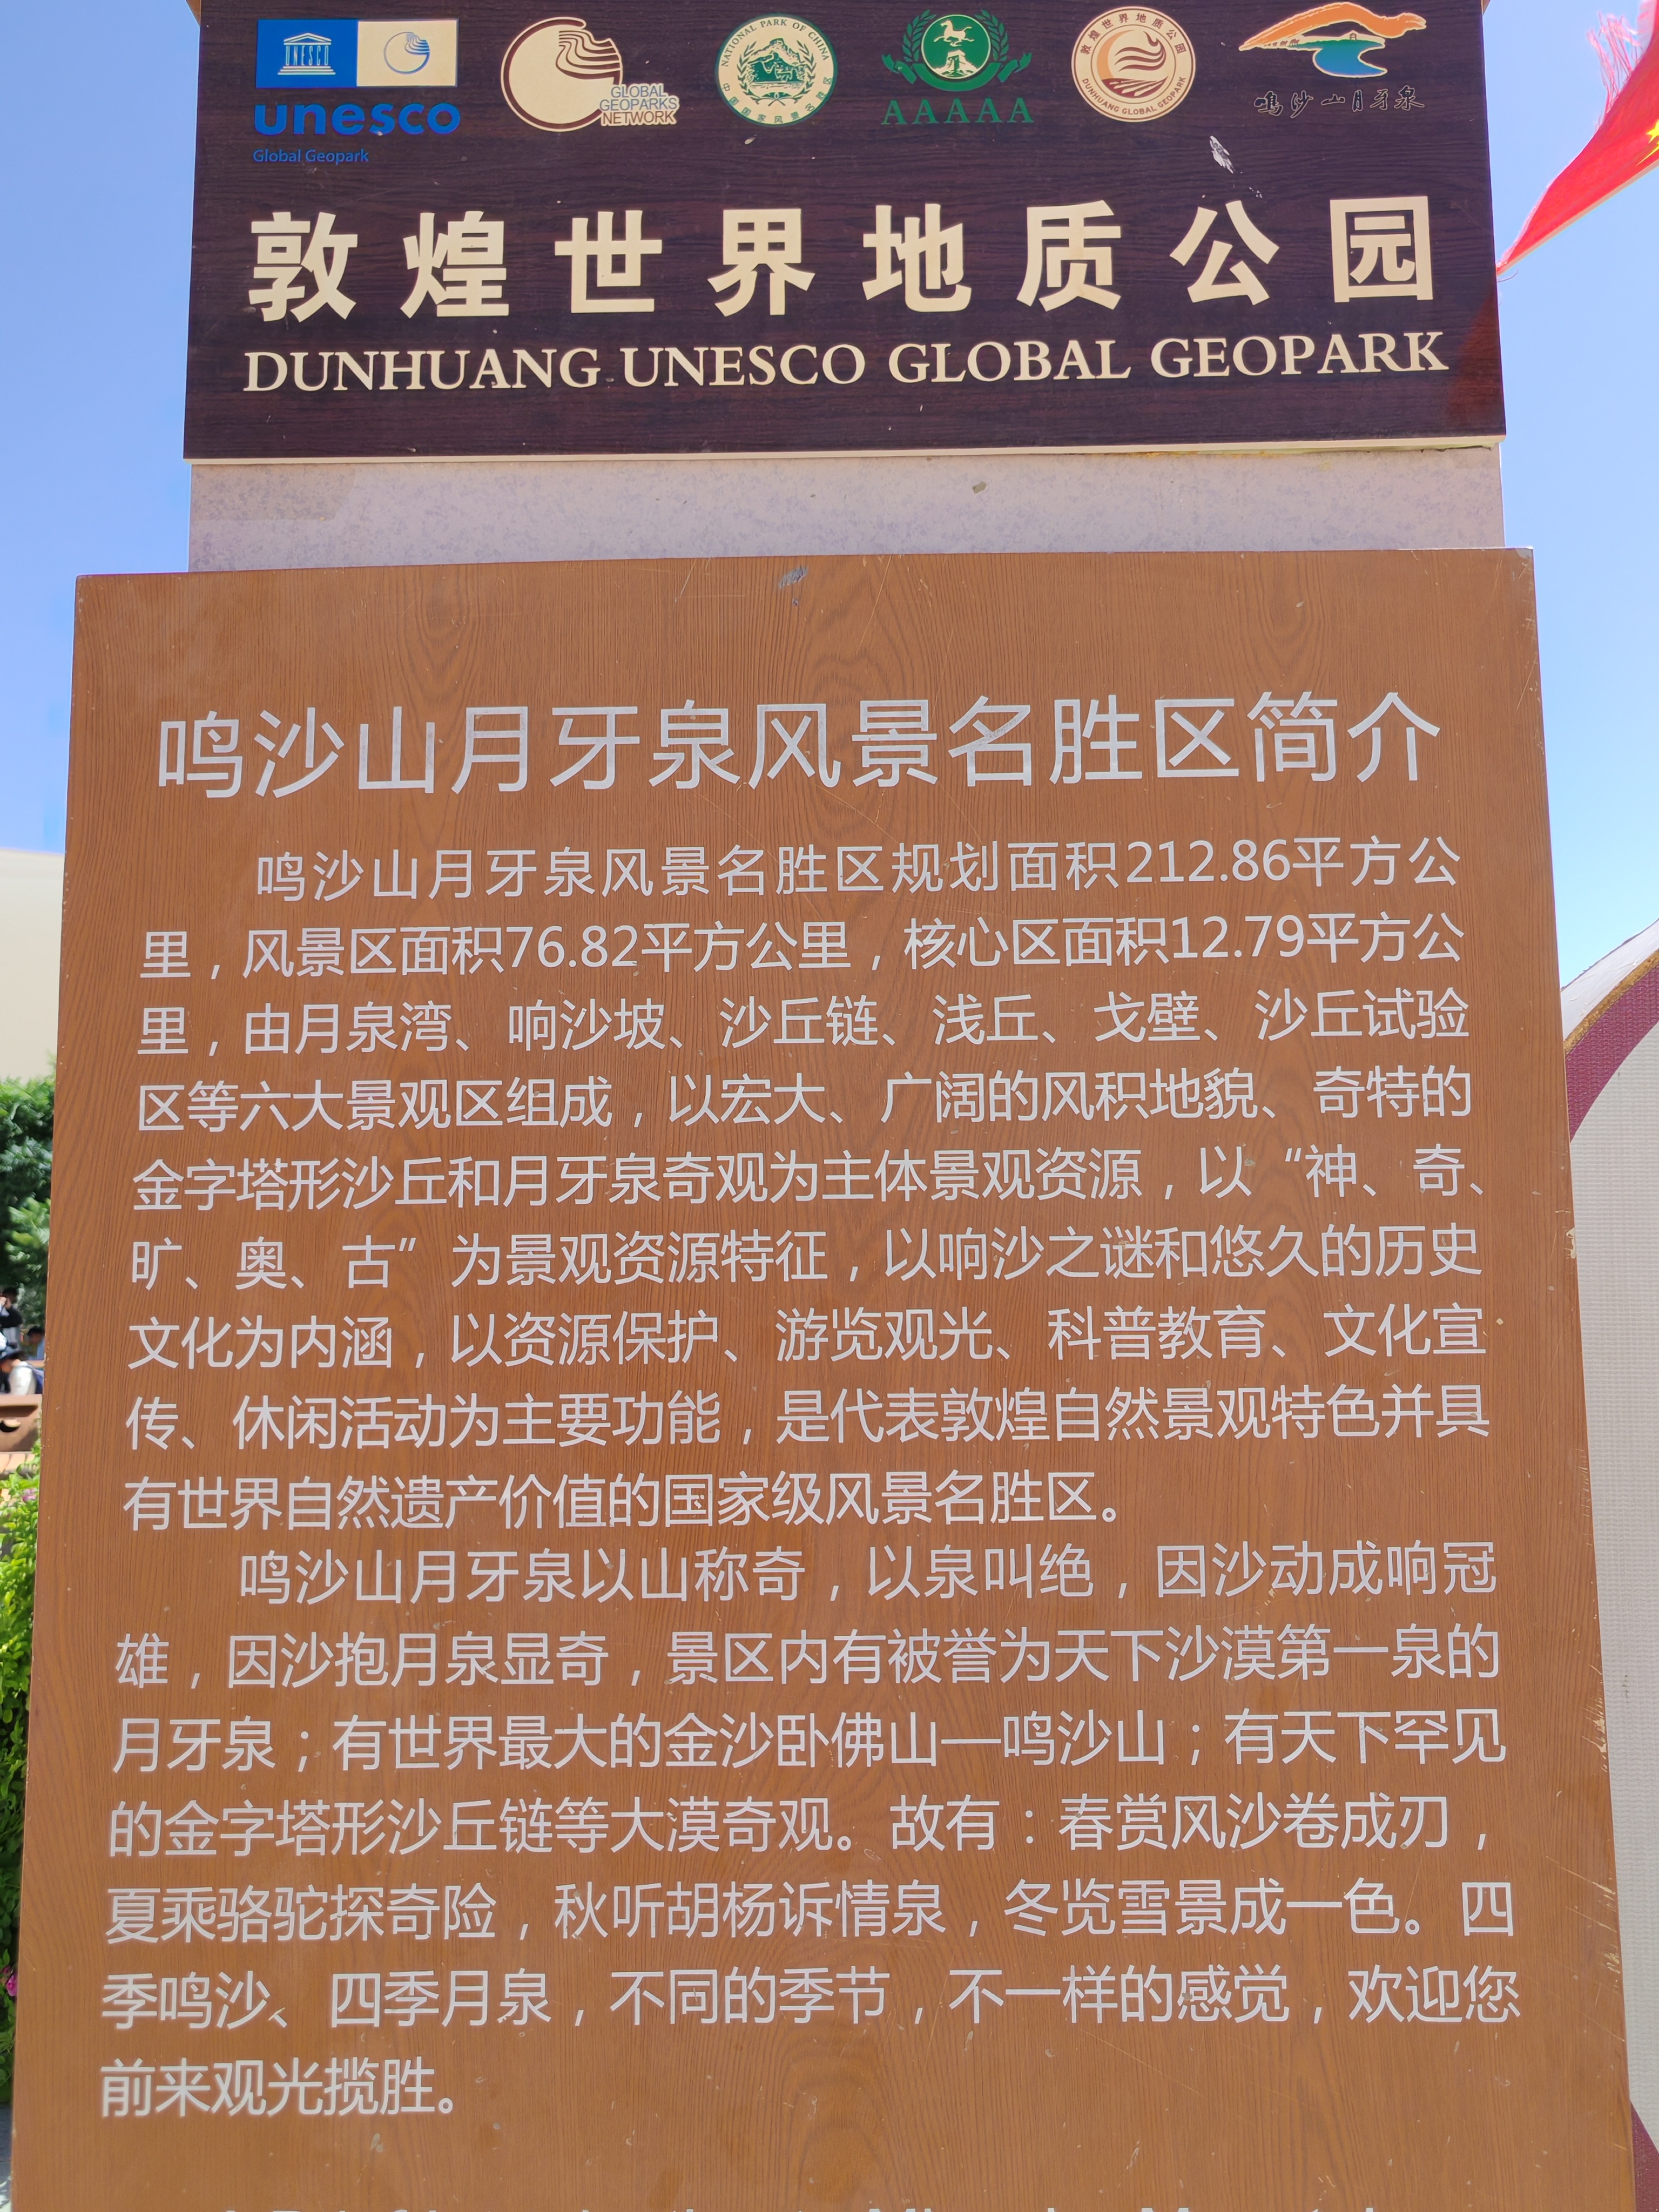 UNESCO
unesco
Global Geopark
GLOBAL
GEOPARKS
NETWORK
NATIONAL PARK OF CHINA
中国国家风景名胜区
AAAAA
敦煌世界地质公园
DUNHUANG GLOBAL GEOPARK
鸣沙山月牙泉
敦煌世界地质公园
DUNHUANG UNESCO GLOBAL GEOPARK
鸣沙山月牙泉风景名胜区简介
鸣沙山月牙泉风景名胜区规划面积212.86平方公
里，风景区面积76.82平方公里，核心区面积12.79平方公
里，由月泉湾、响沙坡、沙丘链、浅丘、戈壁、沙丘试验
区等六大景观区组成，以宏大、广阔的风积地貌、奇特的
金字塔形沙丘和月牙泉奇观为主体景观资源，以“神、奇、
旷、奥、古”为景观资源特征，以响沙之谜和悠久的历史
文化为内涵，以资源保护、游览观光、科普教育、文化宣
传、休闲活动为主要功能，是代表敦煌自然景观特色并具
有世界自然遗产价值的国家级风景名胜区。
鸣沙山月牙泉以山称奇，以泉叫绝，因沙动成响冠
雄，因沙抱月泉显奇，景区内有被誉为天下沙漠第一泉的
月牙泉；有世界最大的金沙卧佛山—鸣沙山；有天下罕见
的金字塔形沙丘链等大漠奇观。故有：春赏风沙卷成刃，
夏乘骆驼探奇险，秋听胡杨诉情泉，冬览雪景成一色。四
季鸣沙、四季月泉，不同的季节，不一样的感觉，欢迎您
前来观光揽胜。